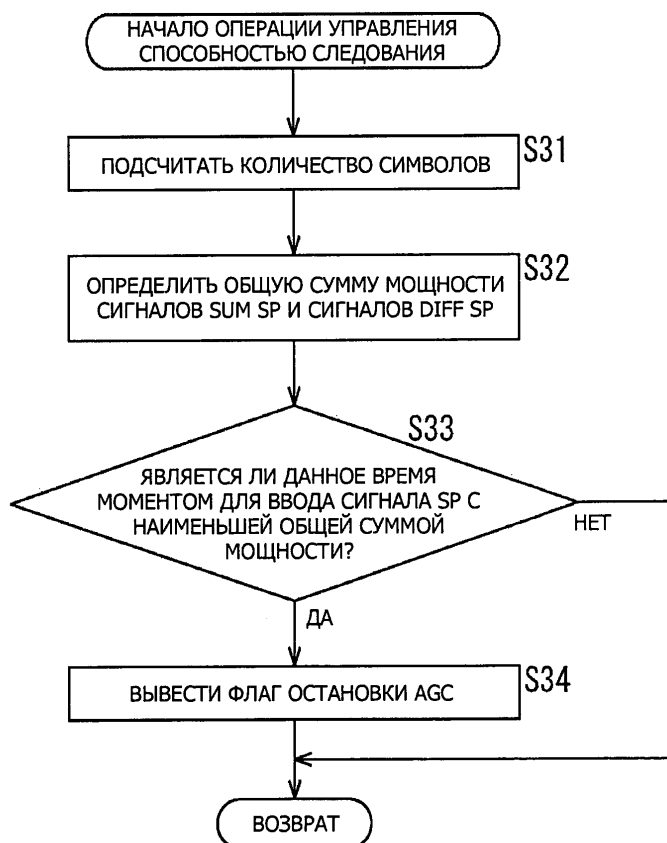 НАЧАЛО ОПЕРАЦИИ УПРАВЛЕНИЯ
СПОСОБНОСТЬЮ СЛЕДОВАНИЯ
S31
ПОДСЧИТАТЬ КОЛИЧЕСТВО СИМВОЛОВ
S32
ОПРЕДЕЛИТЬ ОБЩУЮ СУММУ МОЩНОСТИ
СИГНАЛОВ SUM SP И СИГНАЛОВ DIFF SP
S33
ЯВЛЯЕТСЯ ЛИ ДАННОЕ ВРЕМЯ
МОМЕНТОМ ДЛЯ ВВОДА СИГНАЛА SP С
НАИМЕНЬШЕЙ ОБЩЕЙ СУММОЙ
МОЩНОСТИ?
НЕТ
ДА
S34
ВЫВЕСТИ ФЛАГ ОСТАНОВКИ AGC
ВОЗВРАТ